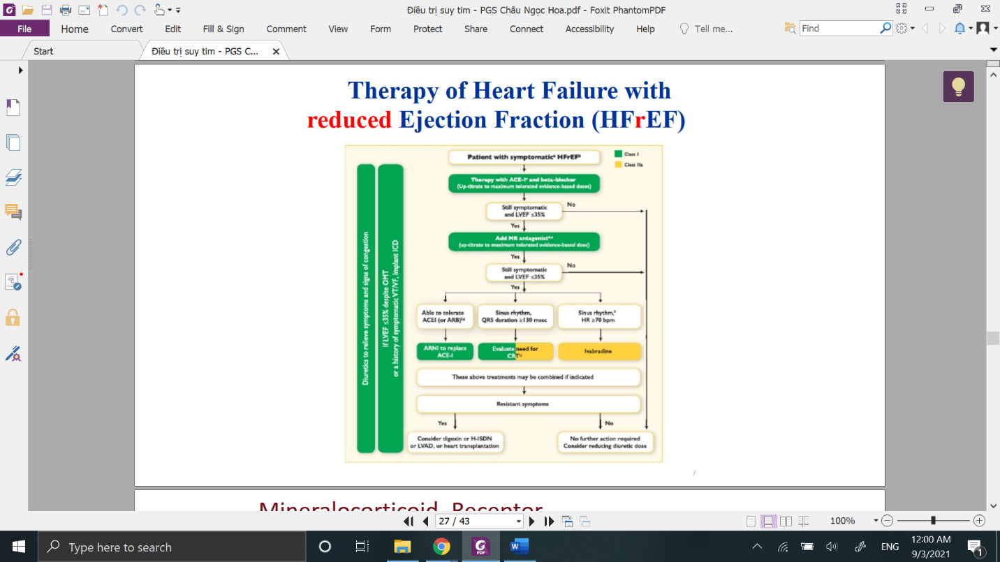 Điều trị suy tim - PGS Châu Ngọc Hoa.pdf - Foxit PhantomPDF
File
Home
Convert
Edit
Fill & Sign
Comment
View
Form
Protect
Share
Connect
Accessibility
Help
Tell me...
Find
Start
Điều trị suy tim - PGS C...
Therapy of Heart Failure with
reduced Ejection Fraction (HFrEF)
Patient with symptomaticᵃ HFrEFᵇ
Class I
Class IIa
Therapy with ACE-Iᶜ and beta-blocker
(Up-titrate to maximum tolerated evidence-based doses)
Still symptomatic
and LVEF ≤35%
No
Yes
Add MR antagonistᵈ,ᵉ
(up-titrate to maximum tolerated evidence-based dose)
Yes
Still symptomatic
and LVEF ≤35%
No
Yes
Able to tolerate
ACEI (or ARB)ᶠ,ᵍ
Sinus rhythm,
QRS duration ≥130 msec
Sinus rhythm,ʰ
HR ≥70 bpm
ARNI to replace
ACE-I
Evaluate need for
CRTⁱ,ʲ
Ivabradine
These above treatments may be combined if indicated
Resistant symptoms
Yes
No
Consider digoxin or H-ISDN
or LVAD, or heart transplantation
No further action required
Consider reducing diuretic dose
Diuretics to relieve symptoms and signs of congestion
If LVEF ≤35% despite OMT
or a history of symptomatic VT/VF, implant ICD
/
Mineralocorticoid Receptor
27 / 43
100%
Type here to search
PDF
W
ENG
12:00 AM
9/3/2021
1